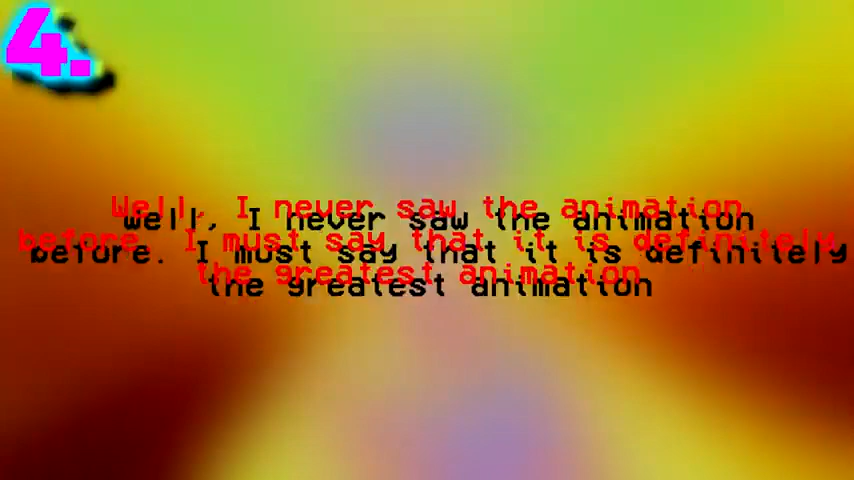 4.
Well, I never saw the animation
before. I must say that it is definitely
the greatest animation